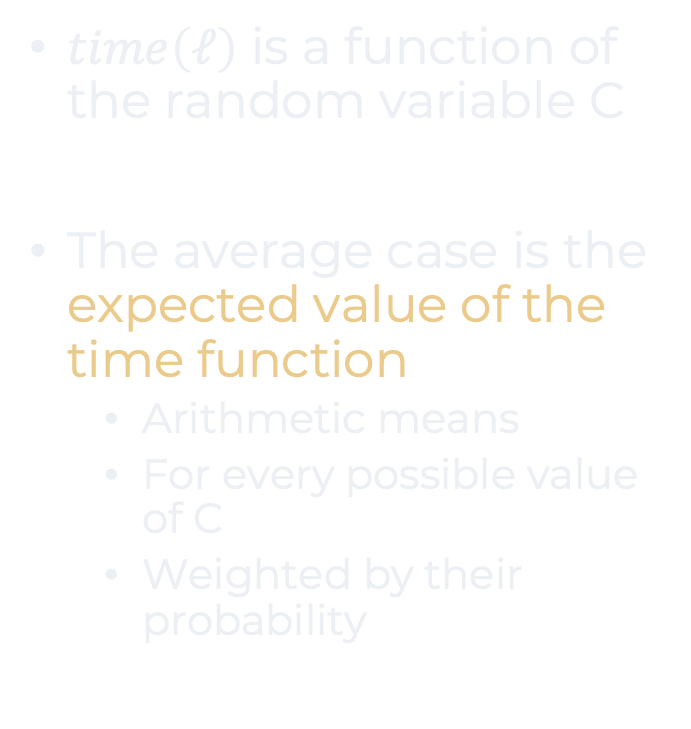 • time(ℓ) is a function of
the random variable C
• The average case is the
expected value of the
time function
• Arithmetic means
• For every possible value
of C
• Weighted by their
probability